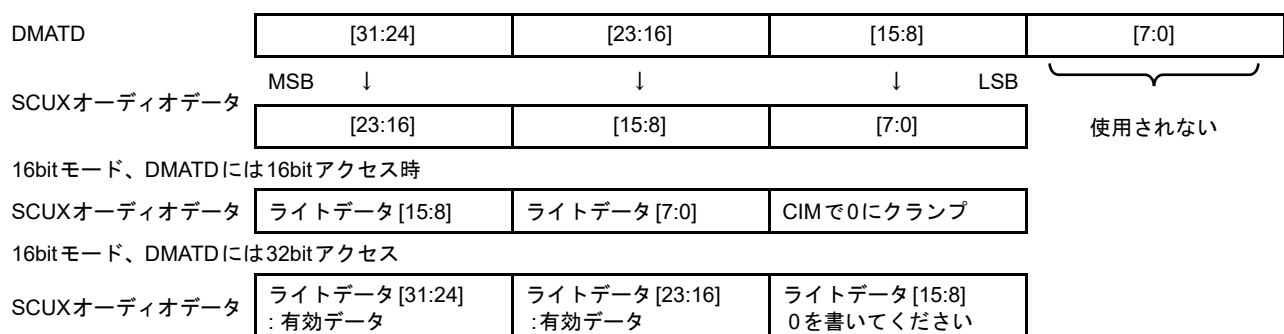 DMATD [31:24] [23:16] [15:8] [7:0]
MSB ↓ ↓ ↓ LSB
SCUXオーディオデータ [23:16] [15:8] [7:0] 使用されない
16bitモード、DMATDには16bitアクセス時
SCUXオーディオデータ ライトデータ[15:8] ライトデータ[7:0] CIMで0にクランプ
16bitモード、DMATDには32bitアクセス
SCUXオーディオデータ ライトデータ[31:24] ライトデータ[23:16] ライトデータ[15:8]
: 有効データ :有効データ 0を書いてください